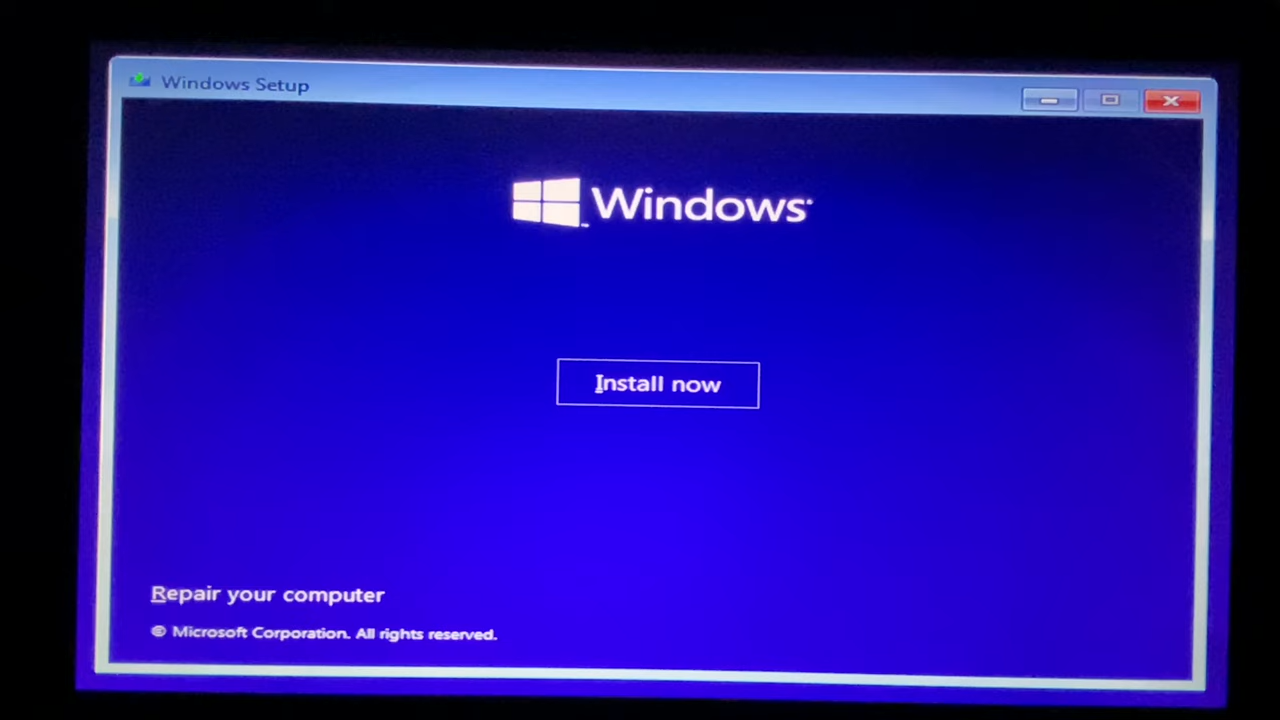 Windows Setup
Windows
Install now
Repair your computer
© Microsoft Corporation. All rights reserved.